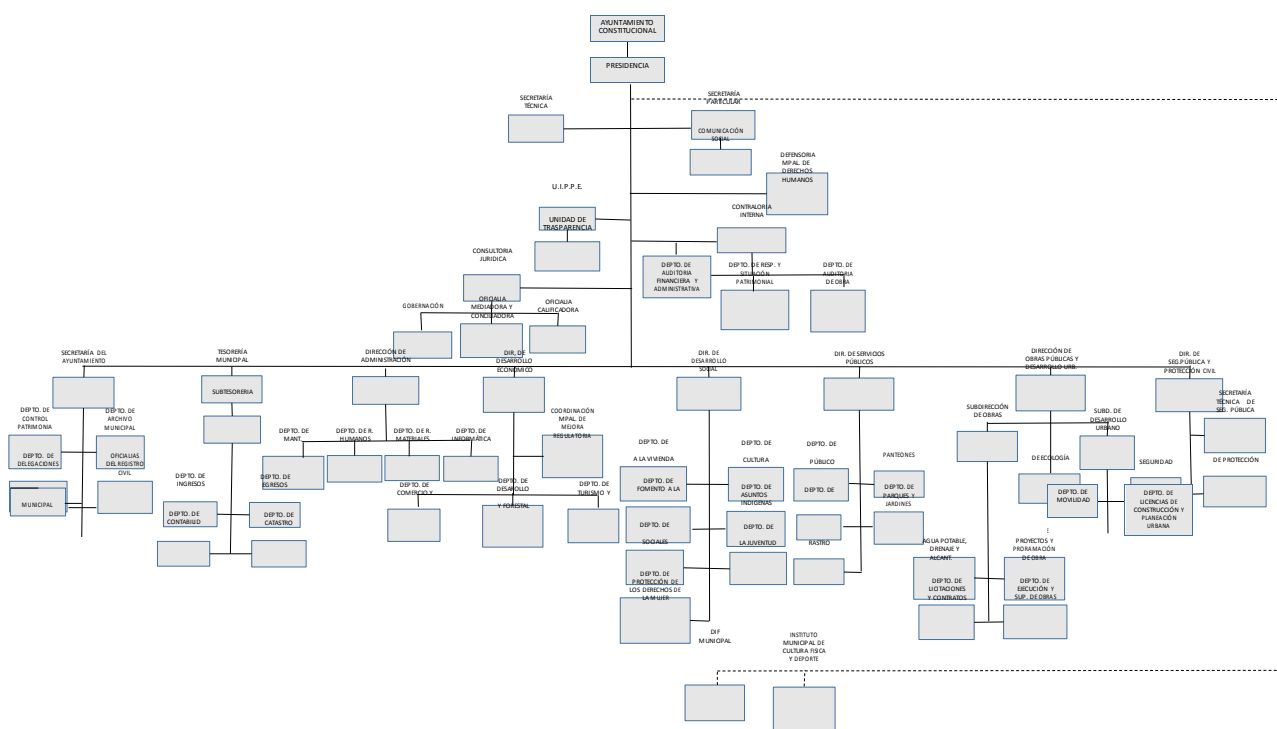 AYUNTAMIENTO
CONSTITUCIONAL
PRESIDENCIA
SECRETARÍA
TÉCNICA
SECRETARÍA
PARTICULAR
COMUNICACIÓN
SOCIAL
DEFENSORIA
MPAL. DE
DERECHOS
HUMANOS
U.I.P.P.E.
UNIDAD DE
TRASPARENCIA
CONTRALORIA
INTERNA
CONSULTORIA
JURIDICA
DEPTO. DE
AUDITORIA
FINANCIERA Y
ADMINISTRATIVA
DEPTO. DE RESP. Y
SITUACIÓN
PATRIMONIAL
DEPTO. DE
AUDITORIA
DE OBRA
GOBERNACIÓN
OFICIALIA
MEDIADORA Y
CONCILIADORA
OFICIALIA
CALIFICADORA
SECRETARÍA DEL
AYUNTAMIENTO
TESORERÍA
MUNICIPAL
DIRECCIÓN DE
ADMINISTRACIÓN
DIR. DE
DESARROLLO
ECONOMICO
DIR. DE
DESARROLLO
SOCIAL
DIR. DE SERVICIOS
PÚBLICOS
DIRECCIÓN DE
OBRAS PÚBLICAS Y
DESARROLLO URB.
DIR. DE
SEG.PÚBLICA Y
PROTECCIÓN CIVIL
DEPTO. DE
CONTROL
PATRIMONIA
DEPTO. DE
ARCHIVO
MUNICIPAL
DEPTO. DE
DELEGACIONES
OFICIALIAS
DEL REGISTRO
CIVIL
MUNICIPAL
SUBTESORERIA
DEPTO. DE
INGRESOS
DEPTO. DE
EGRESOS
DEPTO. DE
CONTABILID
DEPTO. DE
CATASTRO
DEPTO. DE
MANT.
DEPTO. DE R.
HUMANOS
DEPTO. DE R.
MATERIALES
DEPTO. DE
INFORMÁTICA
COORDINACIÓN
MPAL. DE
MEJORA
REGULATORIA
DEPTO. DE
COMERCIO Y
DEPTO. DE
DESAROLLO
Y FORESTAL
DEPTO. DE
TURISMO Y
DEPTO. DE
A LA VIVIENDA
DEPTO. DE
CULTURA
DEPTO. DE
FOMENTO A LA
DEPTO. DE
ASUNTOS
INDIGENAS
DEPTO. DE
SOCIALES
DEPTO. DE
LA JUVENTUD
DEPTO. DE
PROTECCIÓN DE
LOS DERECHOS DE
LA MUJER
DEPTO. DE
PÚBLICO
PANTEONES
DEPTO. DE
DEPTO. DE
PARQUES Y
JARDINES
RASTRO
SUBDIRECCIÓN
DE OBRAS
SUBD. DE
DESARROLLO
URBANO
DE ECOLOGÍA
DEPTO. DE
MOVILIDAD
DEPTO. DE
LICENCIAS DE
CONSTRUCCIÓN Y
PLANEACIÓN
URBANA
AGUA POTABLE,
DRENAJE Y
ALCANT.
PROYECTOS Y
PRORAMACIÓN
DE OBRA
DEPTO. DE
LICITACIONES
Y CONTRATOS
DEPTO. DE
EJECUCIÓN Y
SUP. DE OBRAS
SECRETARÍA
TÉCNICA DE
SEG. PÚBLICA
SEGURIDAD
DE PROTECCIÓN
DIF
MUNICIPAL
INSTITUTO
MUNICIPAL DE
CULTURA FISICA
Y DEPORTE